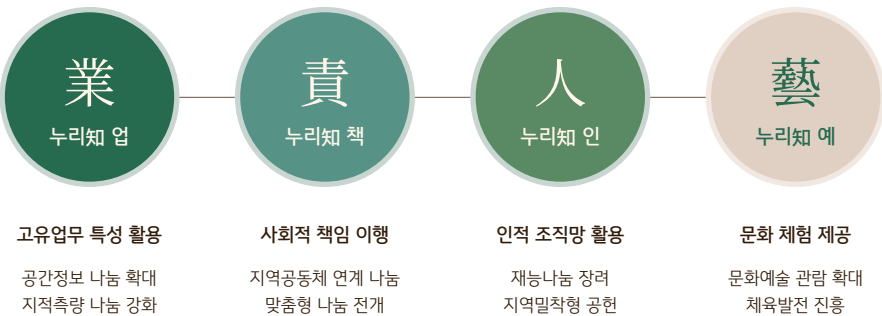 業
누리知 업
고유업무 특성 활용
공간정보 나눔 확대
지적측량 나눔 강화
責
누리知 책
사회적 책임 이행
지역공동체 연계 나눔
맞춤형 나눔 전개
人
누리知 인
인적 조직망 활용
재능나눔 장려
지역밀착형 공헌
藝
누리知 예
문화 체험 제공
문화예술 관람 확대
체육발전 진흥